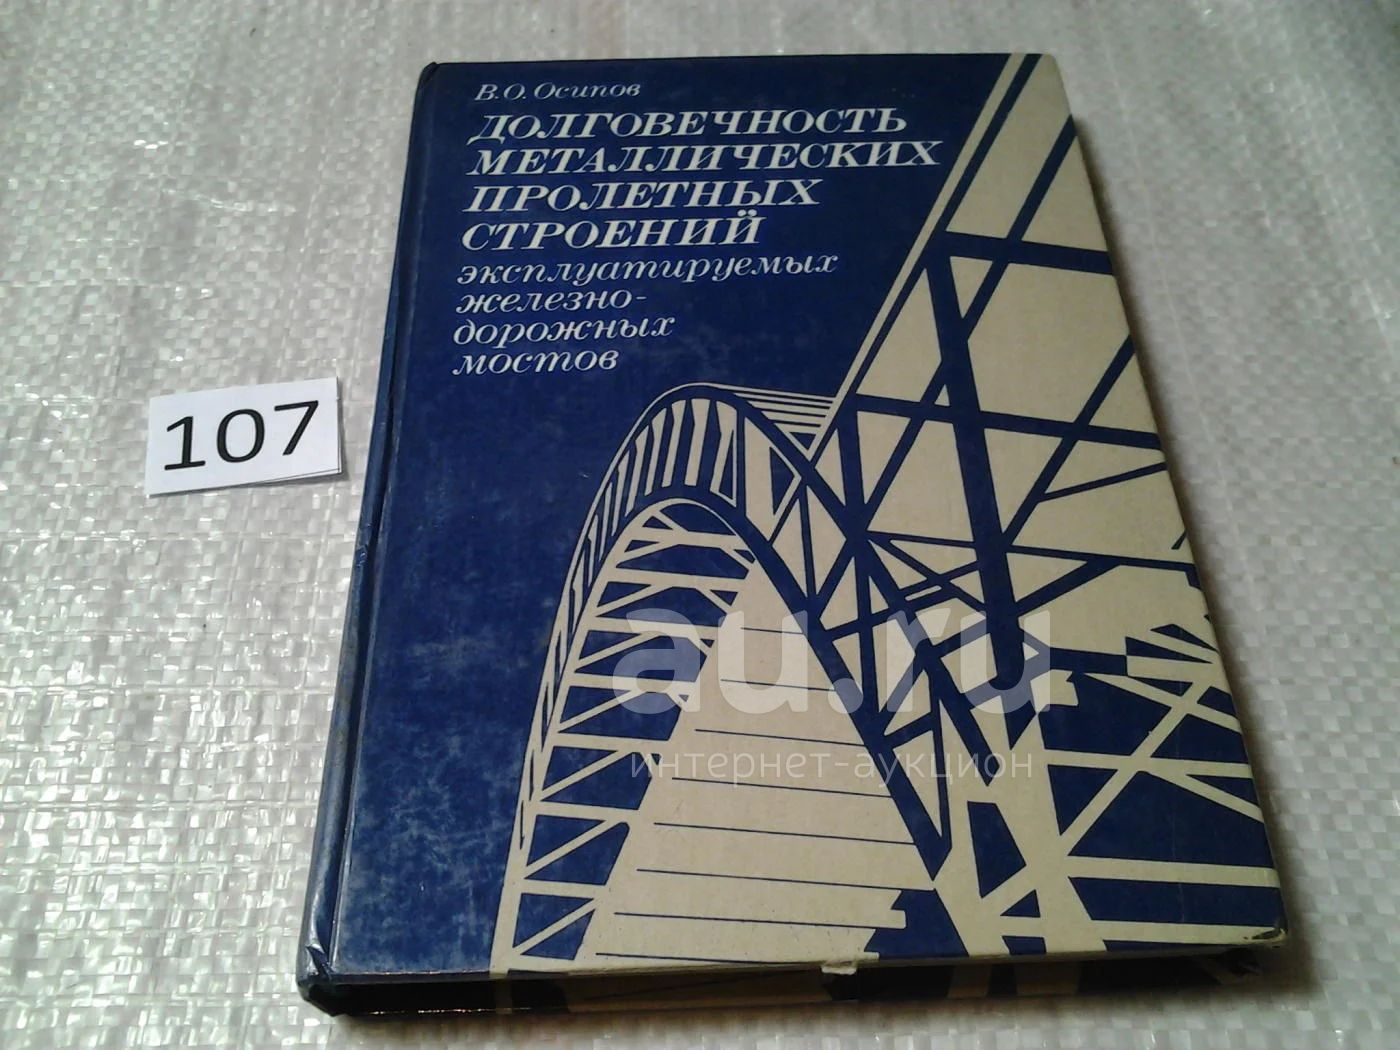 В.О. Осипов
ДОЛГОВЕЧНОСТЬ
МЕТАЛЛИЧЕСКИХ
ПРОЛЕТНЫХ
СТРОЕНИЙ
эксплуатируемых
железно-
дорожных
мостов
107
au.ru
интернет-аукцион